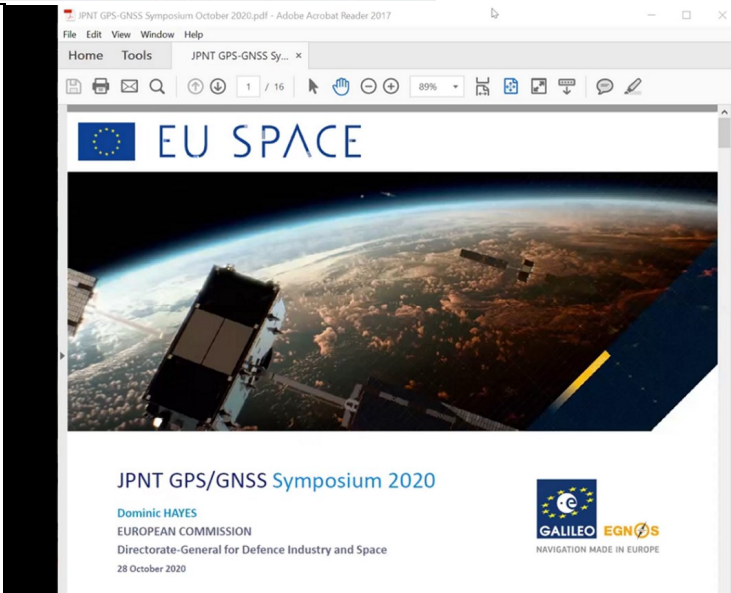 JPNT GPS-GNSS Symposium October 2020.pdf - Adobe Acrobat Reader 2017
File Edit View Window Help
Home Tools JPNT GPS-GNSS Sy... ×
1 / 16 89%
EU SPACE
JPNT GPS/GNSS Symposium 2020
Dominic HAYES
EUROPEAN COMMISSION
Directorate-General for Defence Industry and Space
28 October 2020
GALILEO EGNOS
NAVIGATION MADE IN EUROPE